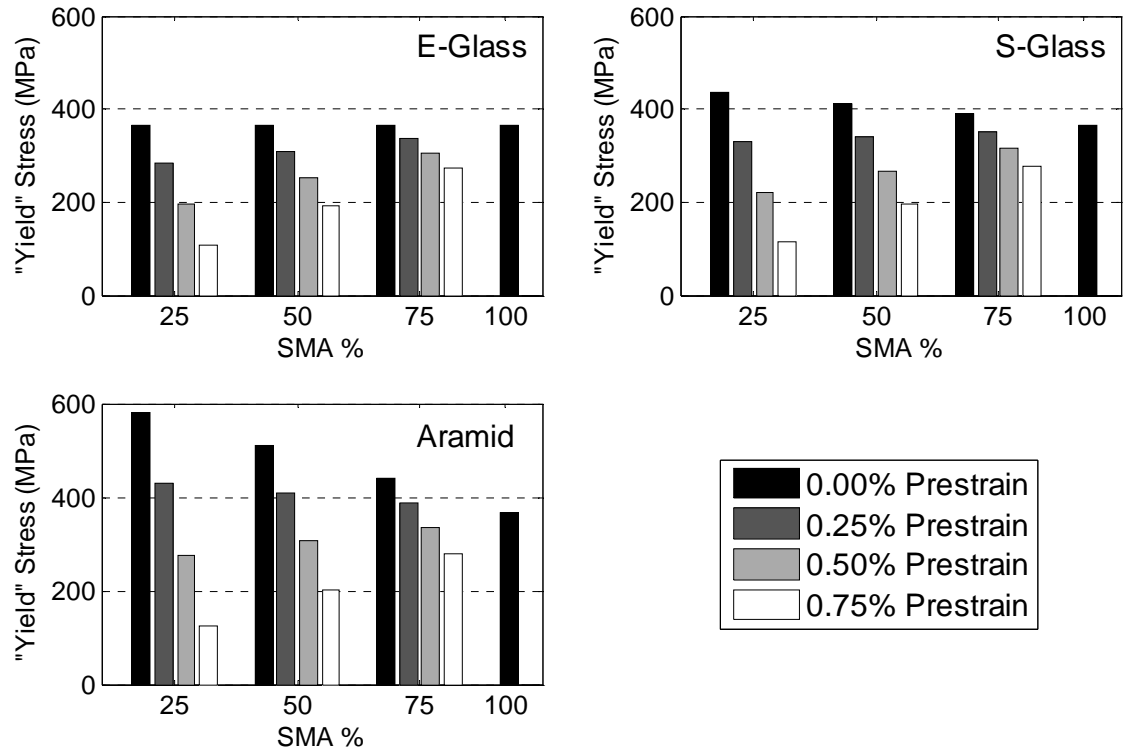 E-Glass
"Yield" Stress (MPa)
600
400
200
0
25 50 75 100
SMA %
S-Glass
"Yield" Stress (MPa)
600
400
200
0
25 50 75 100
SMA %
Aramid
"Yield" Stress (MPa)
600
400
200
0
25 50 75 100
SMA %
0.00% Prestrain
0.25% Prestrain
0.50% Prestrain
0.75% Prestrain